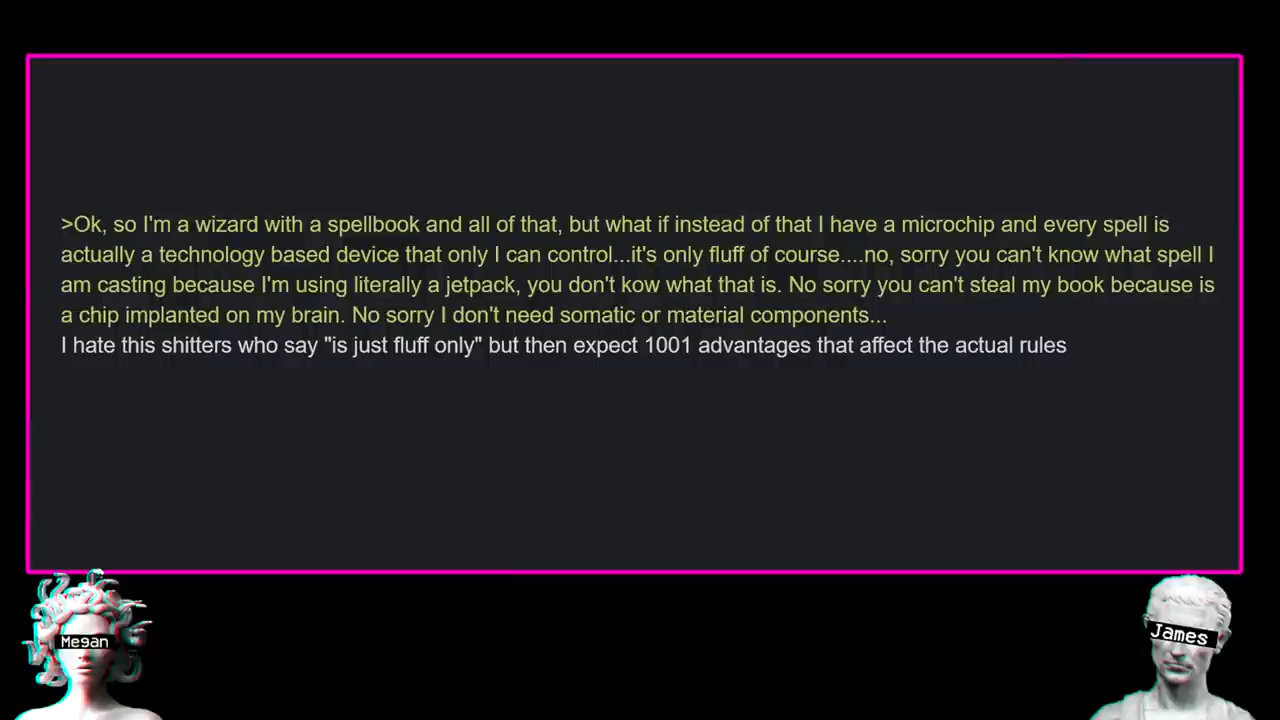 >Ok, so I'm a wizard with a spellbook and all of that, but what if instead of that I have a microchip and every spell is
actually a technology based device that only I can control...it's only fluff of course....no, sorry you can't know what spell I
am casting because I'm using literally a jetpack, you don't kow what that is. No sorry you can't steal my book because is
a chip implanted on my brain. No sorry I don't need somatic or material components...
I hate this shitters who say "is just fluff only" but then expect 1001 advantages that affect the actual rules
Megan
James